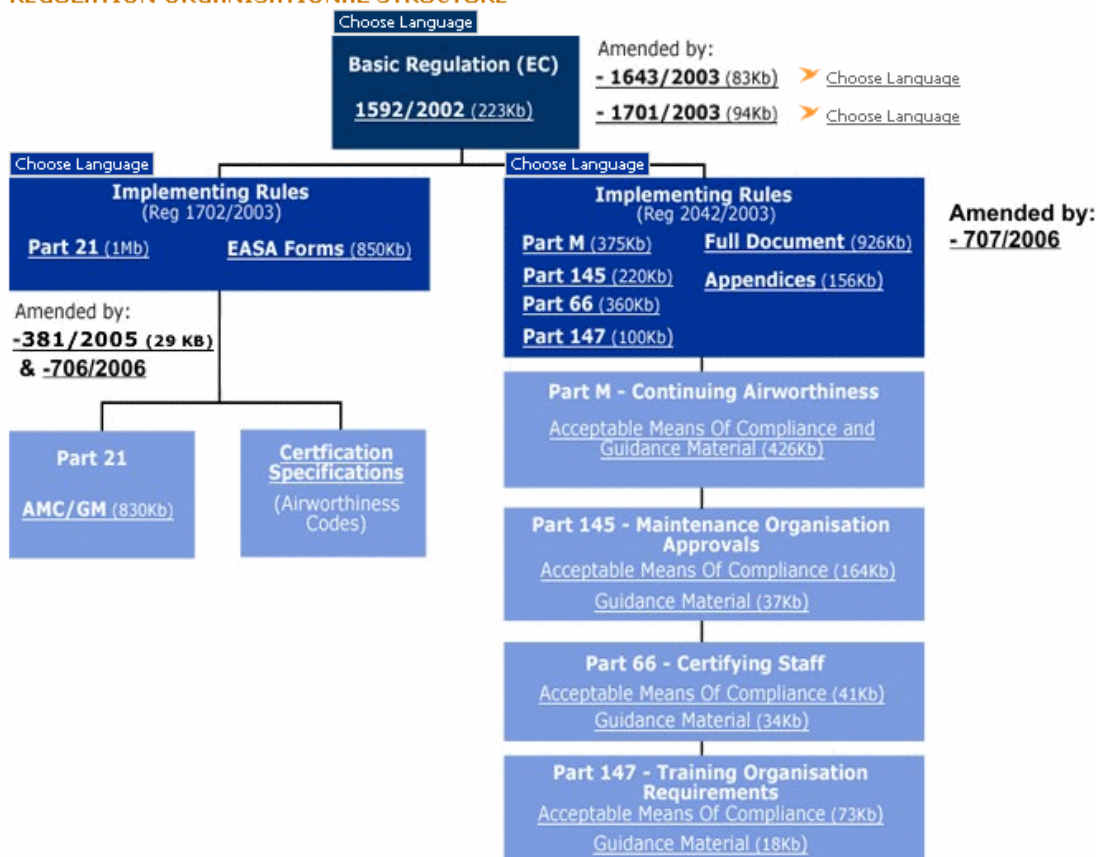 REGULATION ORGANISATIONAL STRUCTURE
Choose Language
Basic Regulation (EC)
1592/2002 (223Kb)
Amended by:
- 1643/2003 (83Kb) Choose Language
- 1701/2003 (94Kb) Choose Language
Choose Language
Implementing Rules
(Reg 1702/2003)
Part 21 (1Mb) EASA Forms (850Kb)
Amended by:
-381/2005 (29 KB)
& -706/2006
Part 21
AMC/GM (830Kb)
Certfication
Specifications
(Airworthiness
Codes)
Choose Language
Implementing Rules
(Reg 2042/2003)
Part M (375Kb) Full Document (926Kb)
Part 145 (220Kb) Appendices (156Kb)
Part 66 (360Kb)
Part 147 (100Kb)
Amended by:
- 707/2006
Part M - Continuing Airworthiness
Acceptable Means Of Compliance and
Guidance Material (426Kb)
Part 145 - Maintenance Organisation
Approvals
Acceptable Means Of Compliance (164Kb)
Guidance Material (37Kb)
Part 66 - Certifying Staff
Acceptable Means Of Compliance (41Kb)
Guidance Material (34Kb)
Part 147 - Training Organisation
Requirements
Acceptable Means Of Compliance (73Kb)
Guidance Material (18Kb)